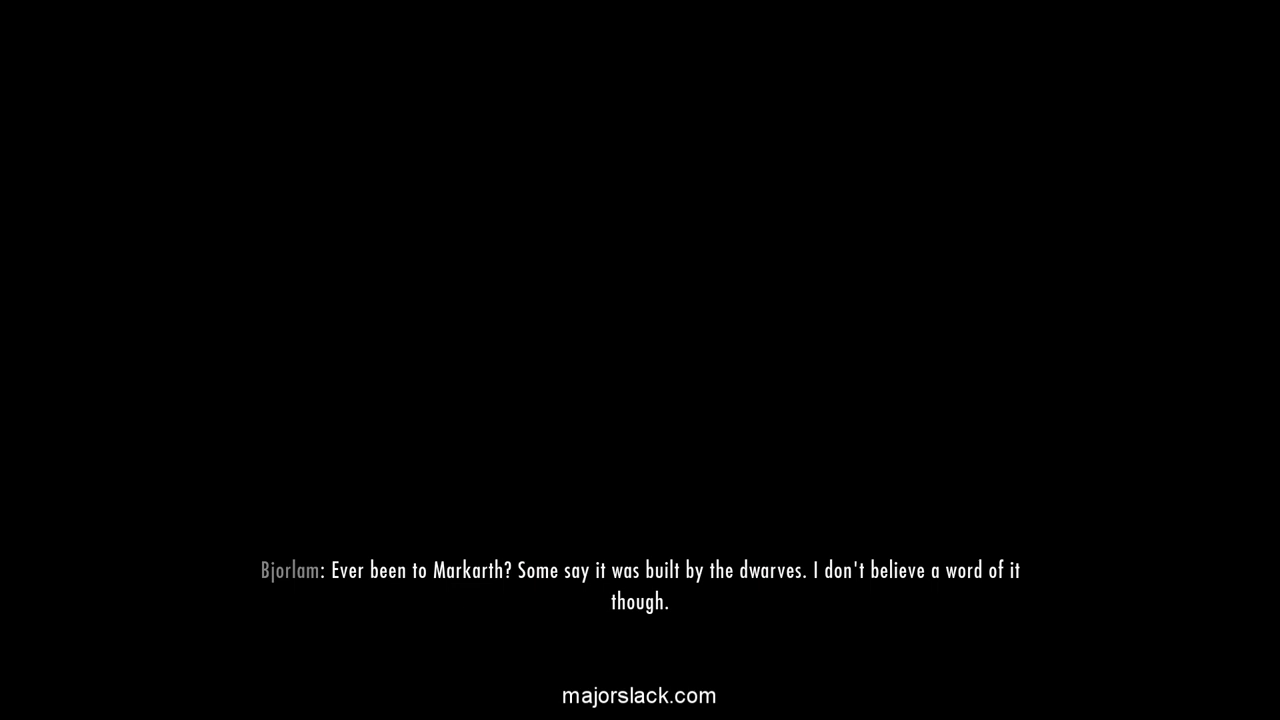 Bjorlam: Ever been to Markarth? Some say it was built by the dwarves. I don't believe a word of it
though.
majorslack.com